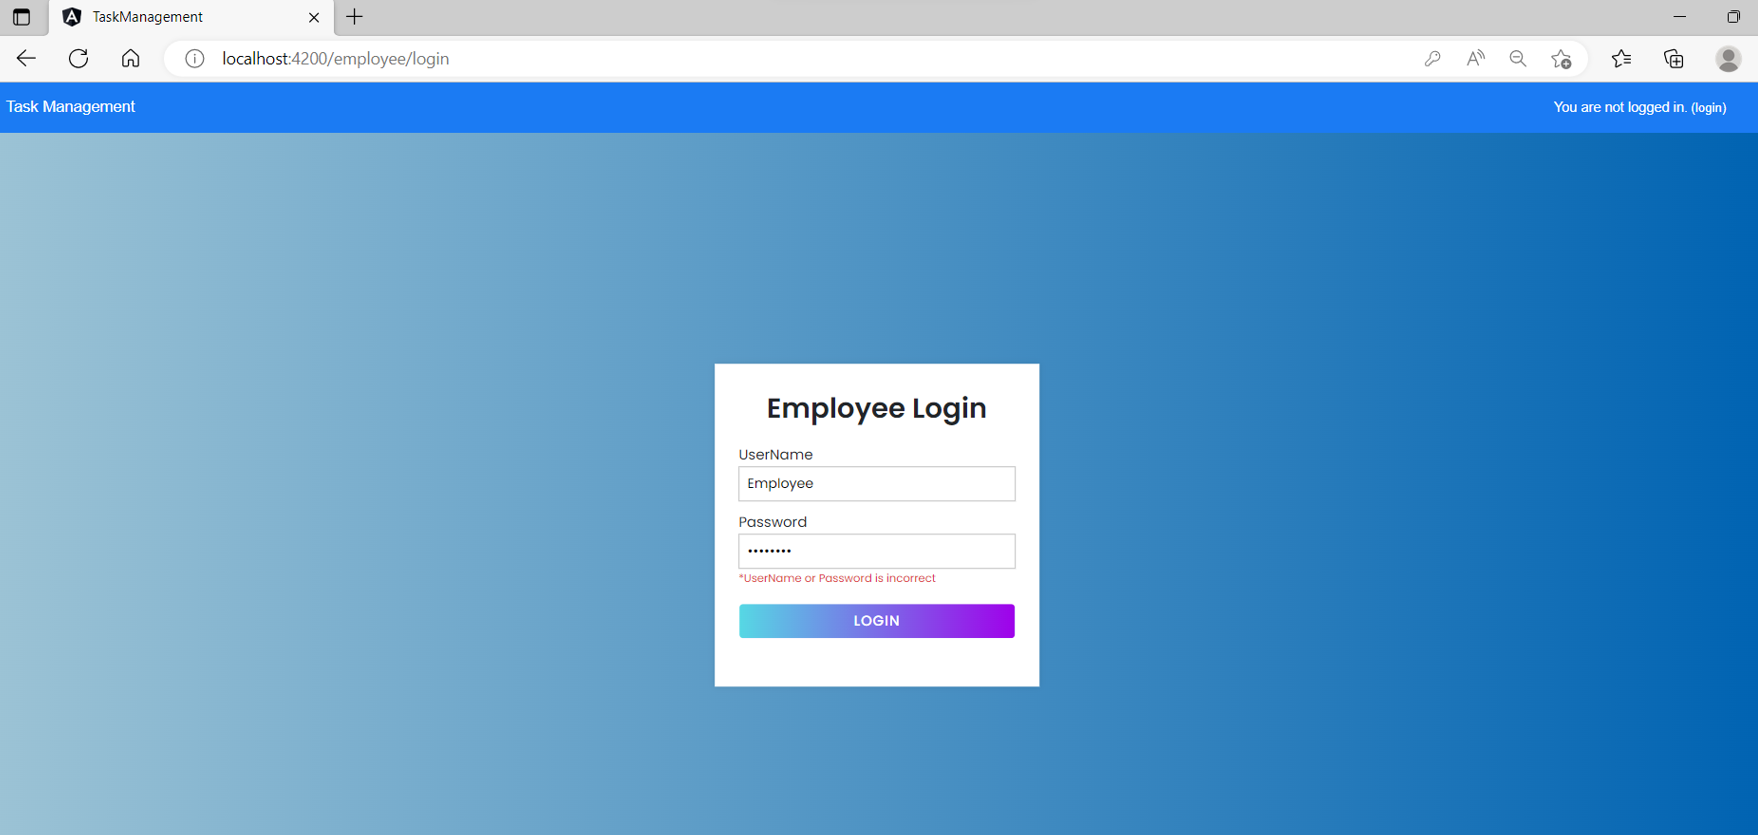 TaskManagement
localhost:4200/employee/login
Task Management
You are not logged in. (login)
Employee Login
UserName
Employee
Password
••••••••
*UserName or Password is incorrect
LOGIN